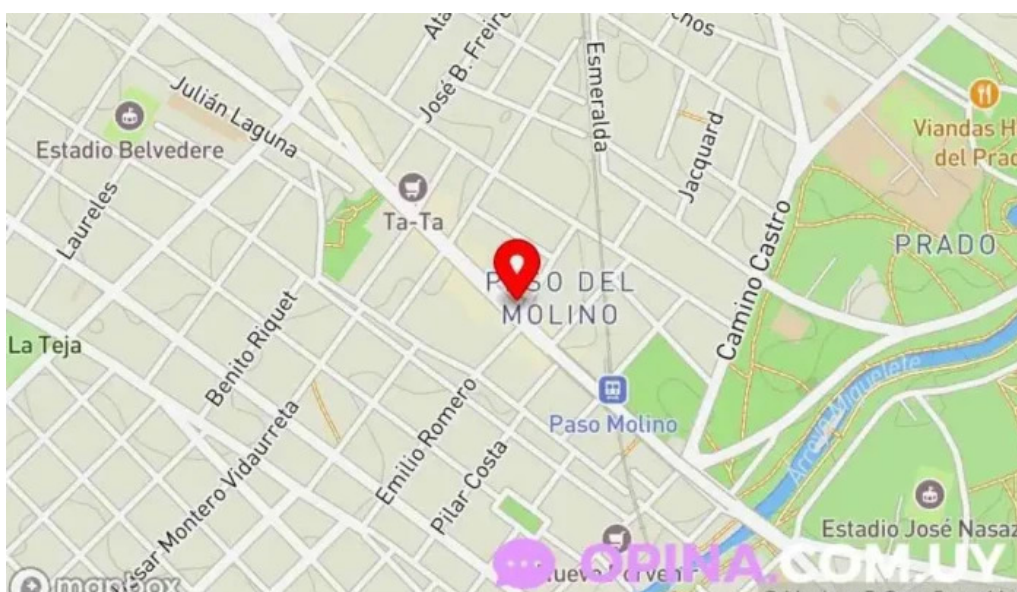 José B. Freire
Esmeralda
Julián Laguna
Viandas H
del Prad
Estadio Belvedere
Jacquard
Laureles
Ta-Ta
Camino Castro
PRADO
PASO DEL
MOLINO
Benito Riquet
La Teja
Arroyo Miguelete
Paso Molino
Emilio Romero
Pilar Costa
sar Montero Vidaurreta
Estadio José Nasaz
OPINA.COM.UY
mapbox